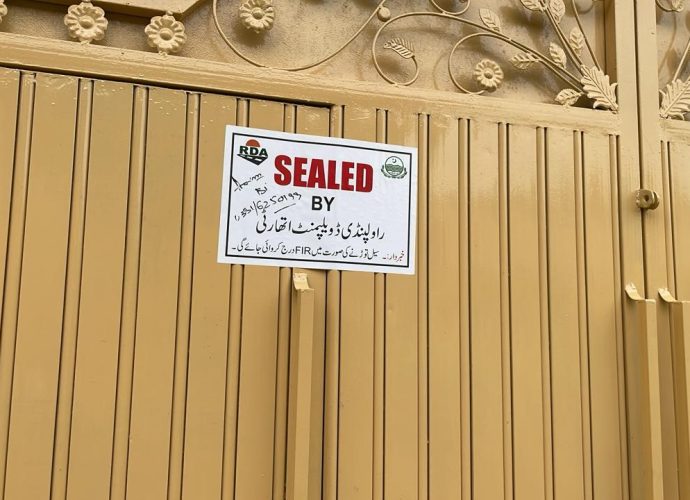 RDA
SEALED
BY
راولپنڈی ڈویلپمنٹ اتھارٹی
خبردار:۔ سیل توڑنے کی صورت میں FIR درج کروائی جائے گی۔